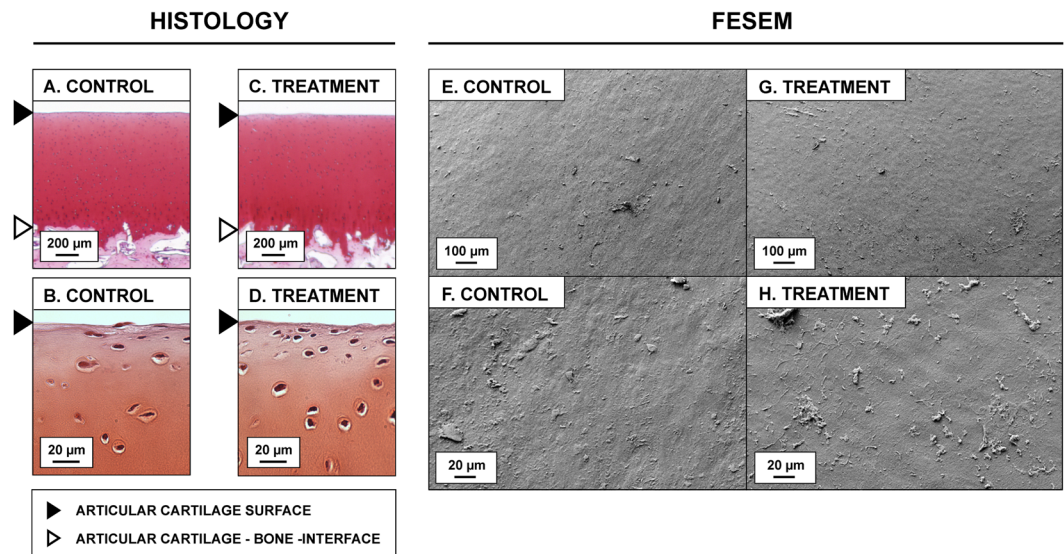 HISTOLOGY
FESEM
A. CONTROL
C. TREATMENT
E. CONTROL
G. TREATMENT
200 µm
200 µm
100 µm
100 µm
B. CONTROL
D. TREATMENT
F. CONTROL
H. TREATMENT
20 µm
20 µm
20 µm
20 µm
ARTICULAR CARTILAGE SURFACE
ARTICULAR CARTILAGE - BONE -INTERFACE